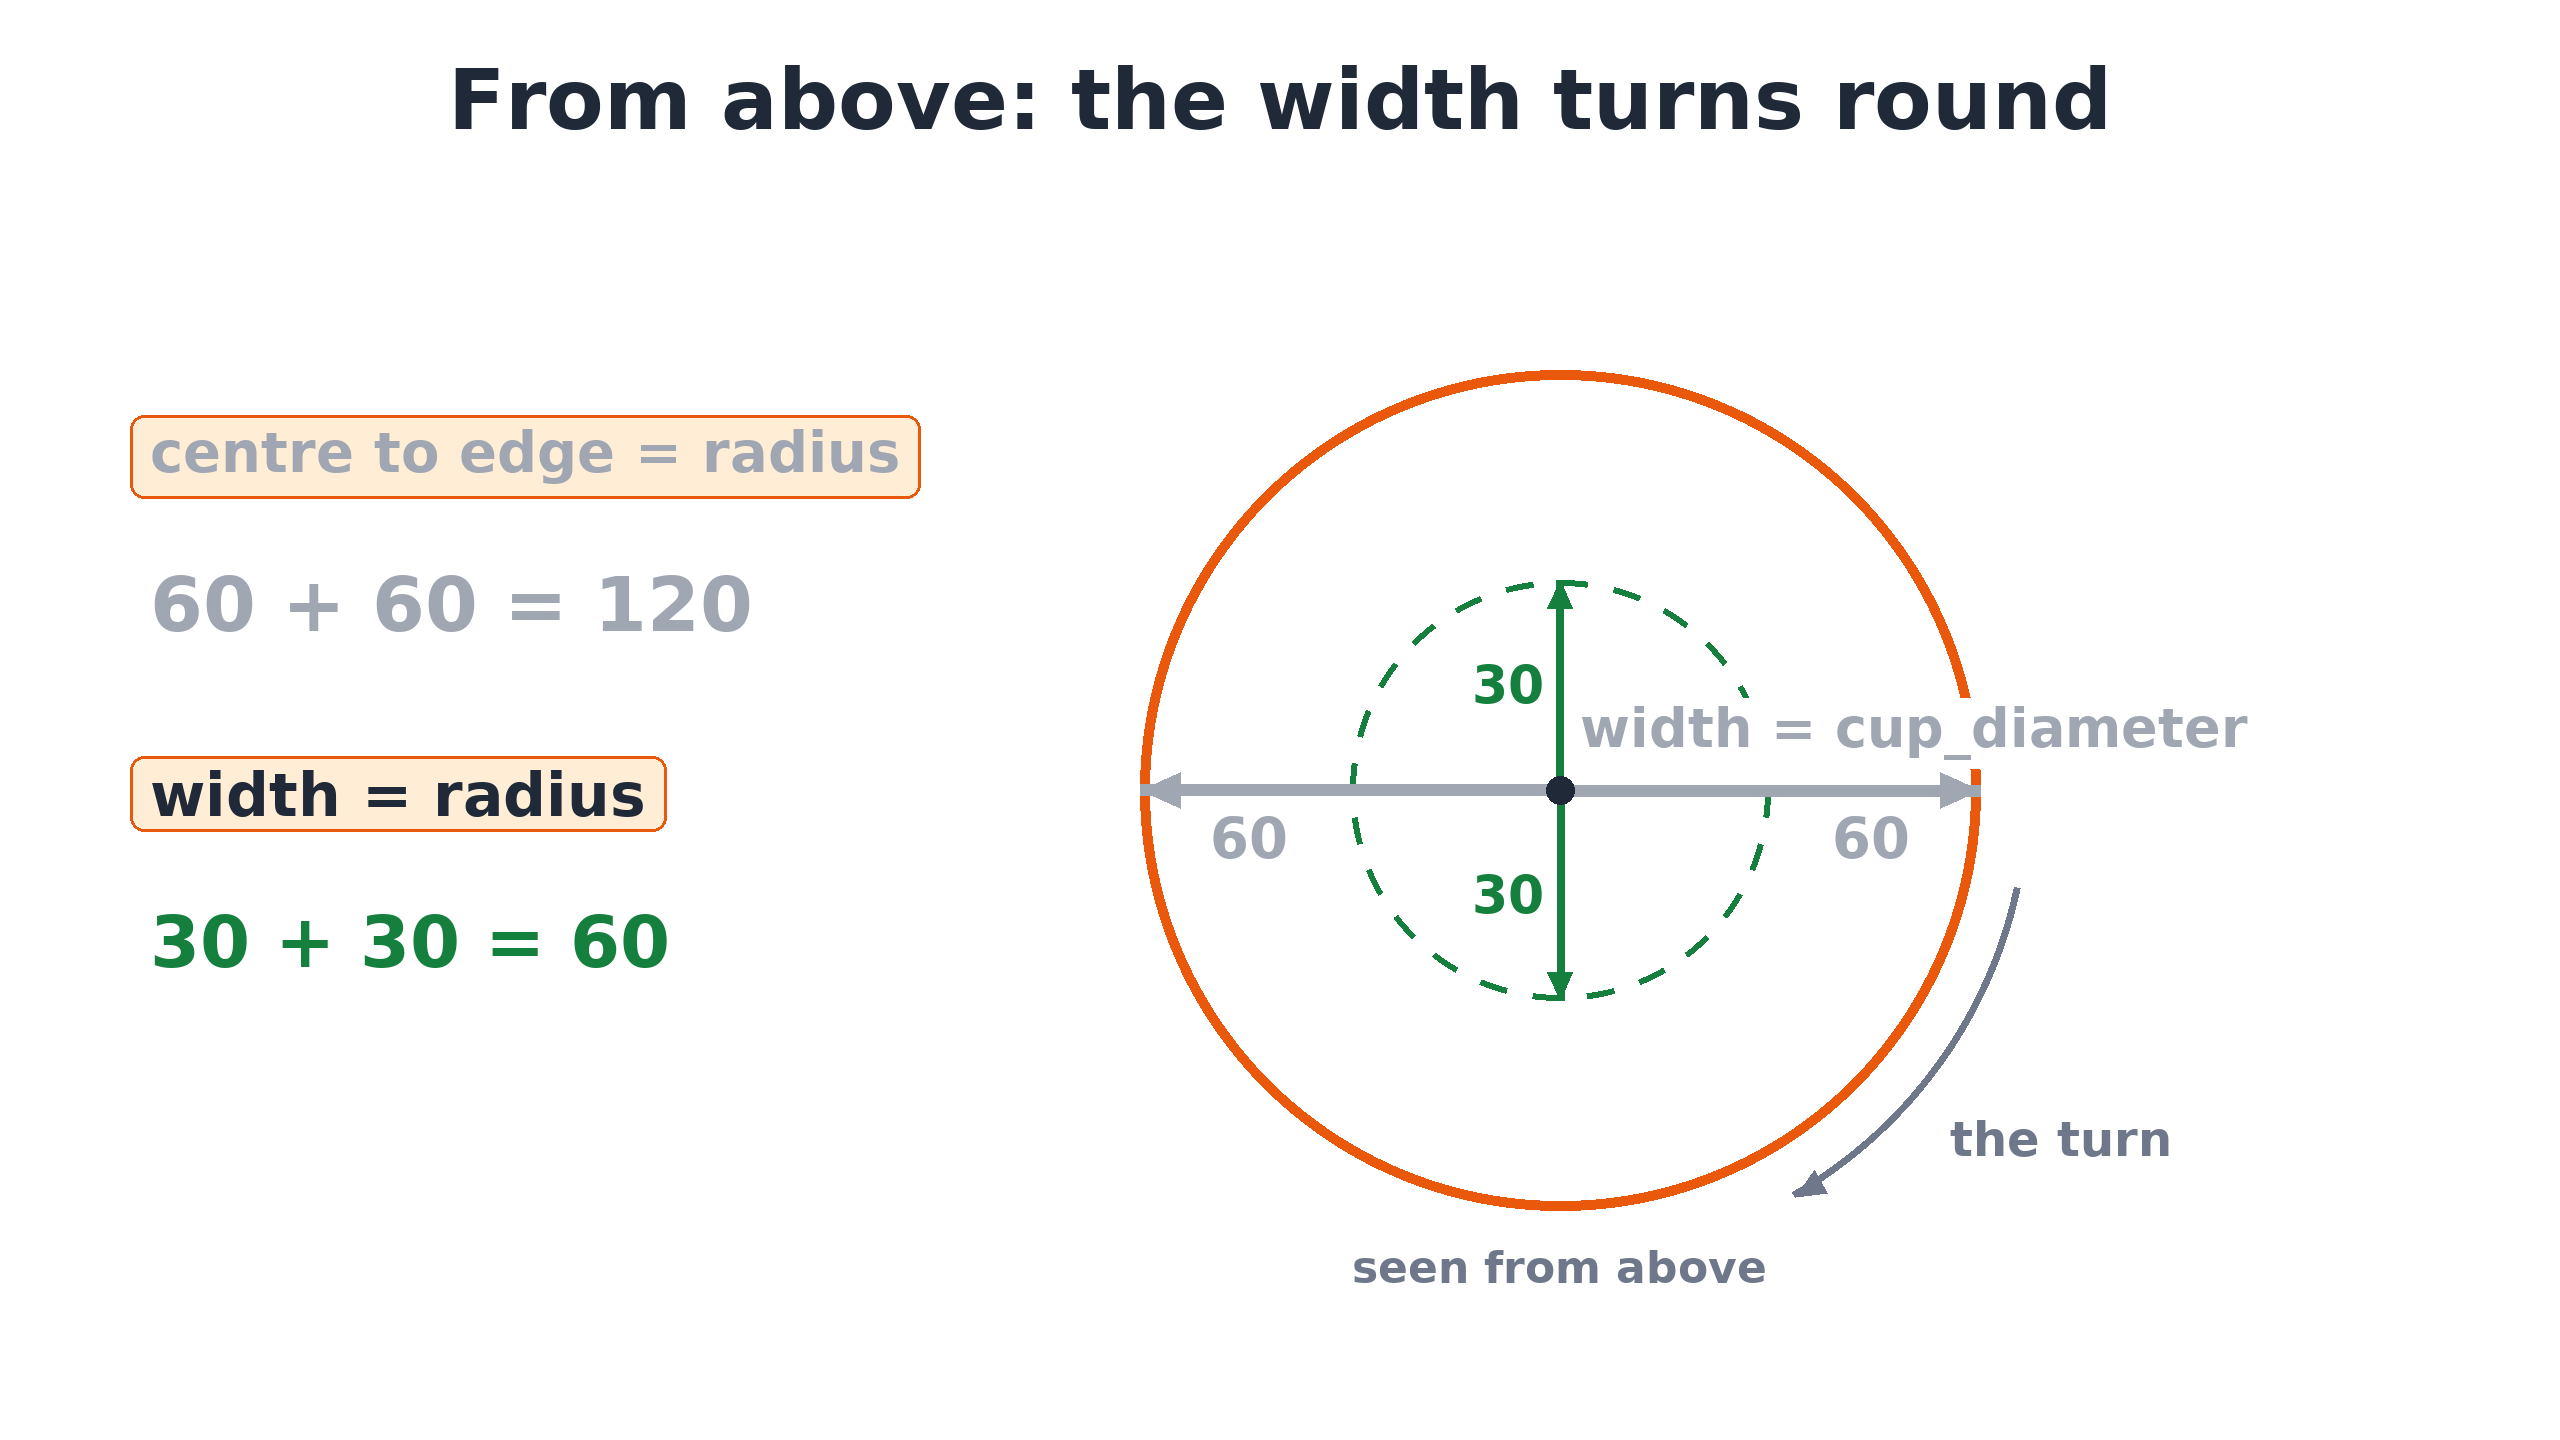 From above: the width turns round
centre to edge = radius
60 + 60 = 120
width = radius
30 + 30 = 60
30
width = cup_diameter
60
60
30
the turn
seen from above